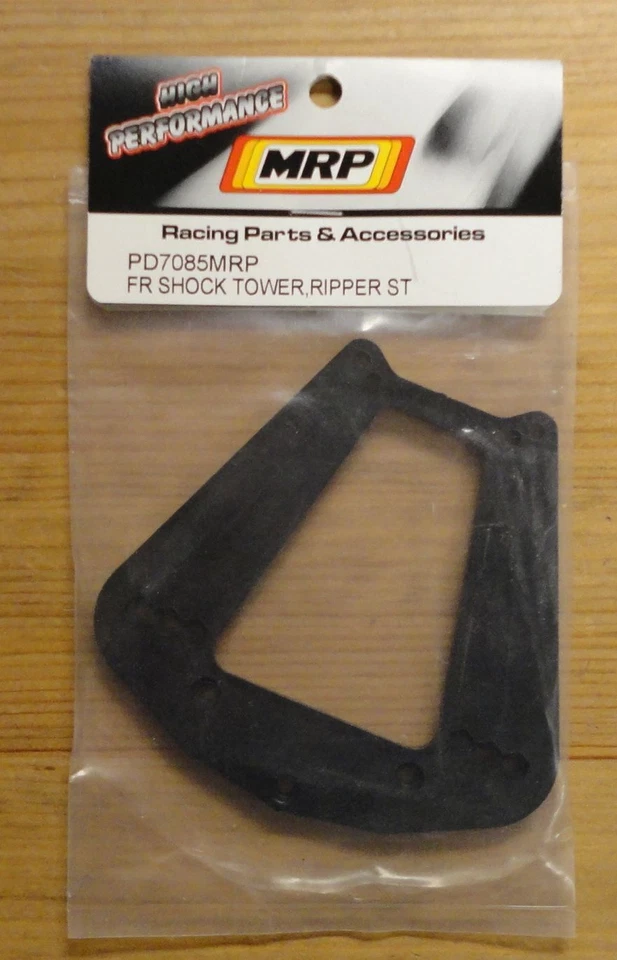 HIGH
PERFORMANCE
MRP
Racing Parts & Accessories
PD7085MRP
FR SHOCK TOWER,RIPPER ST